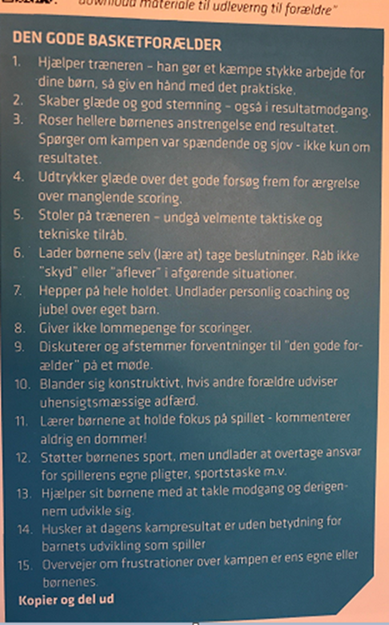 download materiale til udlevering til forældre"
DEN GODE BASKETFORÆLDER
1. Hjælper træneren – han gør et kæmpe stykke arbejde for
dine børn, så giv en hånd med det praktiske.
2. Skaber glæde og god stemning – også i resultatmodgang.
3. Roser hellere børnenes anstrengelse end resultatet.
Spørger om kampen var spændende og sjov - ikke kun om
resultatet.
4. Udtrykker glæde over det gode forsøg frem for ærgrelse
over manglende scoring.
5. Stoler på træneren – undgå velmente taktiske og
tekniske tilråb.
6. Lader børnene selv (lære at) tage beslutninger. Råb ikke
"skyd" eller "aflever" i afgørende situationer.
7. Hepper på hele holdet. Undlader personlig coaching og
jubel over eget barn.
8. Giver ikke lommepenge for scoringer.
9. Diskuterer og afstemmer forventninger til "den gode for-
ælder" på et møde.
10. Blander sig konstruktivt, hvis andre forældre udviser
uhensigtsmæssige adfærd.
11. Lærer børnene at holde fokus på spillet - kommenterer
aldrig en dommer!
12. Støtter børnenes sport, men undlader at overtage ansvar
for spillerens egne pligter, sportstaske m.v.
13. Hjælper sit børnene med at takle modgang og derigen-
nem udvikle sig.
14. Husker at dagens kampresultat er uden betydning for
barnets udvikling som spiller
15. Overvejer om frustrationer over kampen er ens egne eller
børnenes.
Kopier og del ud